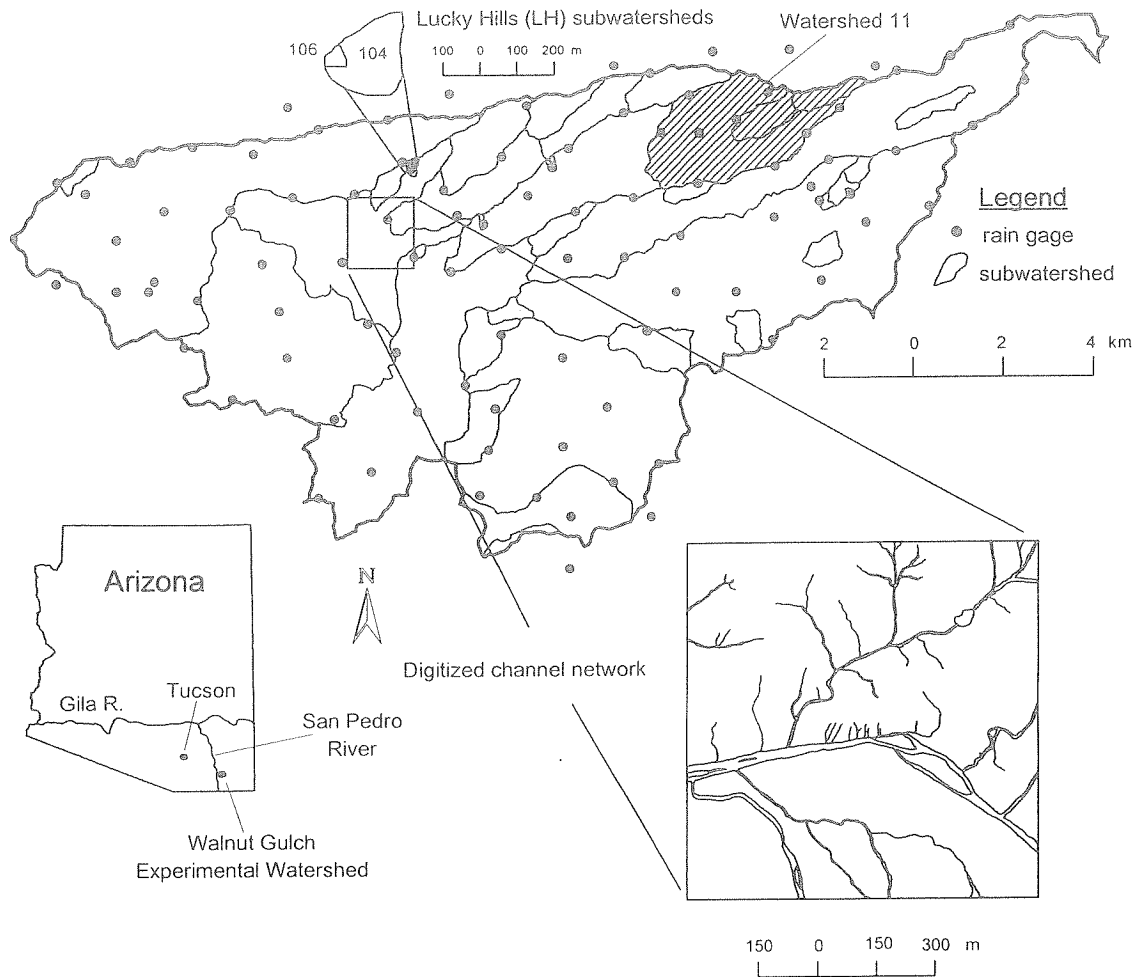 Lucky Hills (LH) subwatersheds
Watershed 11
106
104
100 0 100 200 m
Legend
rain gage
subwatershed
2 0 2 4 km
N
Arizona
Tucson
Gila R.
San Pedro
River
Walnut Gulch
Experimental Watershed
Digitized channel network
150 0 150 300 m